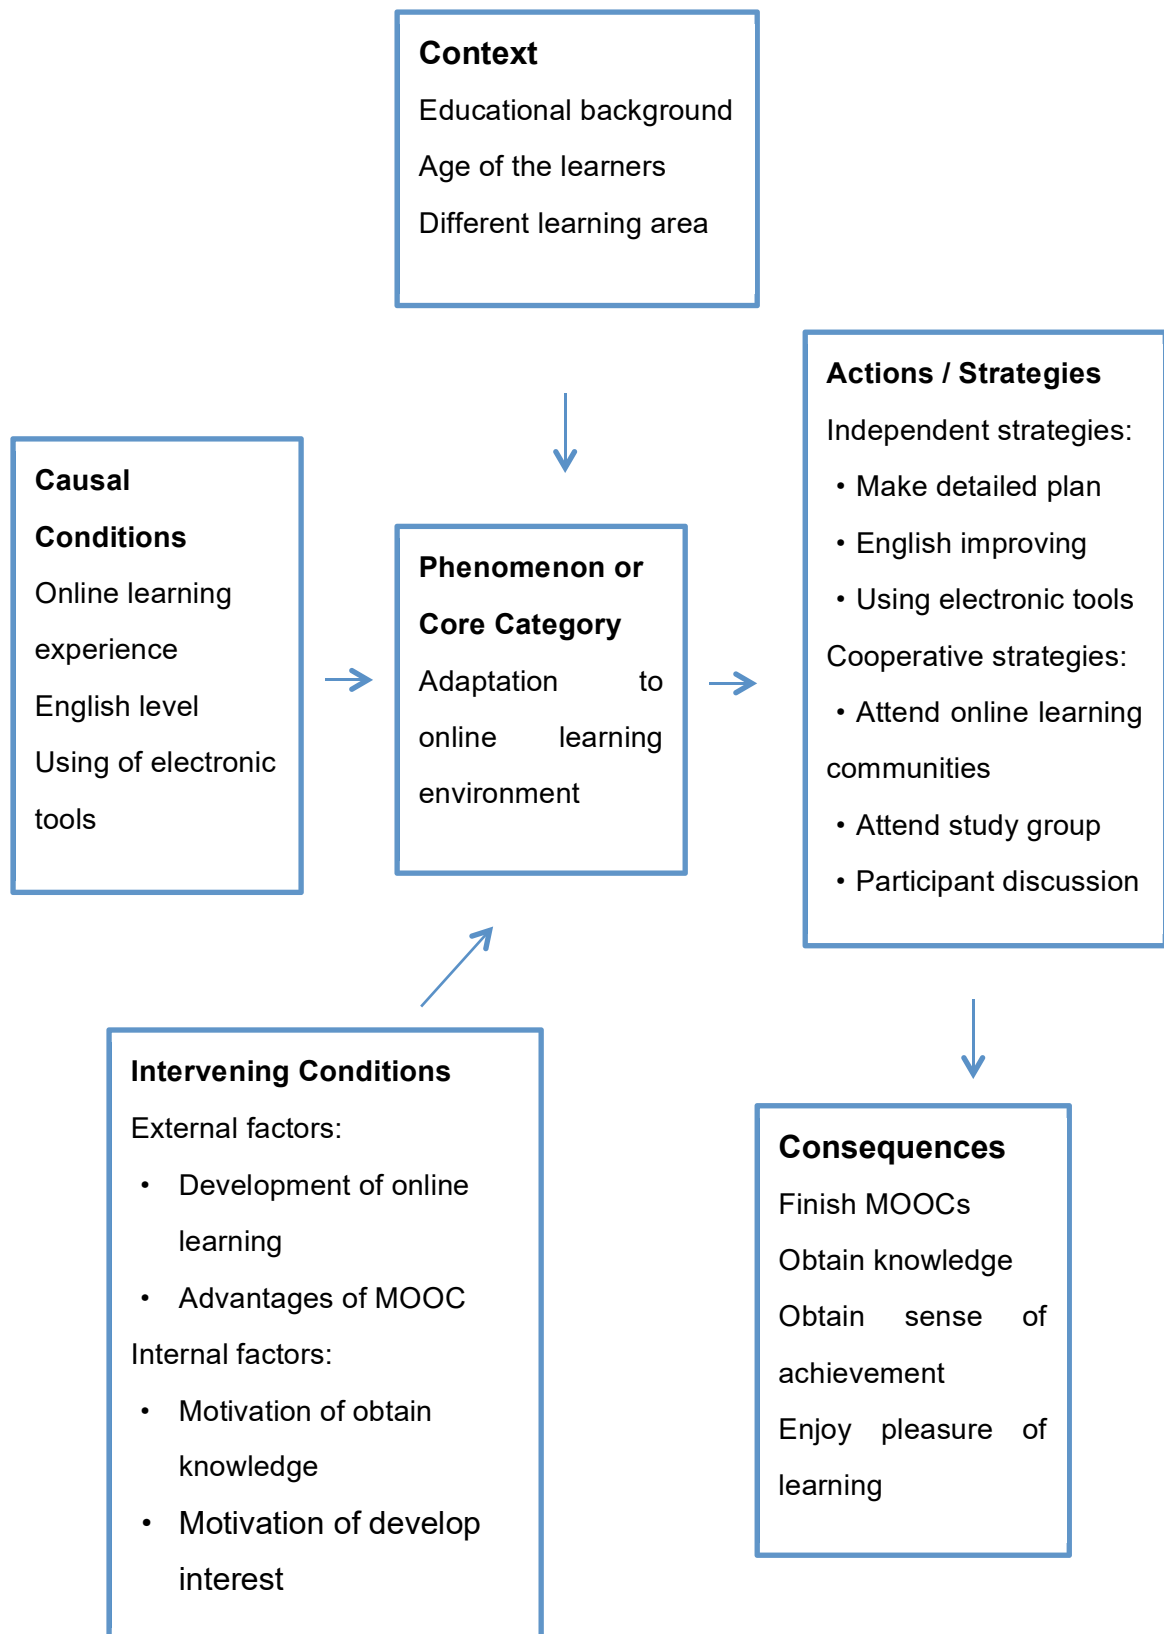 Context
Educational background
Age of the learners
Different learning area
Causal
Conditions
Online learning
experience
English level
Using of electronic
tools
Phenomenon or
Core Category
Adaptation to
online learning
environment
Actions / Strategies
Independent strategies:
・Make detailed plan
・English improving
・Using electronic tools
Cooperative strategies:
・Attend online learning
communities
・Attend study group
・Participant discussion
Intervening Conditions
External factors:
・ Development of online
learning
・ Advantages of MOOC
Internal factors:
・ Motivation of obtain
knowledge
・ Motivation of develop
interest
Consequences
Finish MOOCs
Obtain knowledge
Obtain sense of
achievement
Enjoy pleasure of
learning